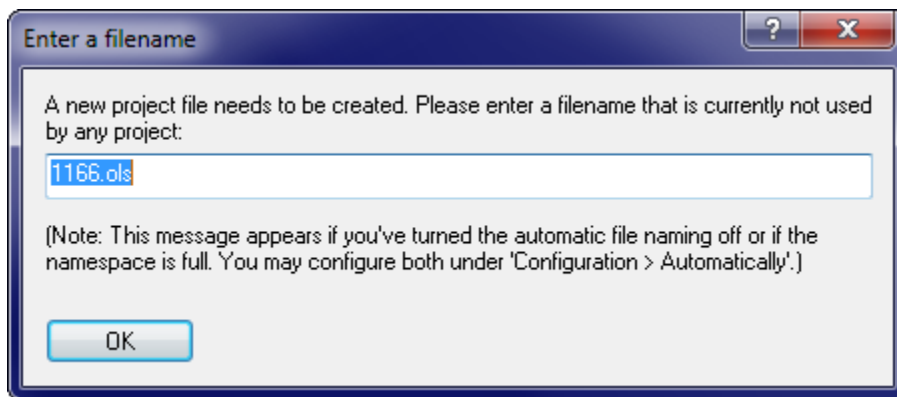 Enter a filename
?
A new project file needs to be created. Please enter a filename that is currently not used
by any project:
1166.ols
(Note: This message appears if you've turned the automatic file naming off or if the
namespace is full. You may configure both under 'Configuration > Automatically'.)
OK